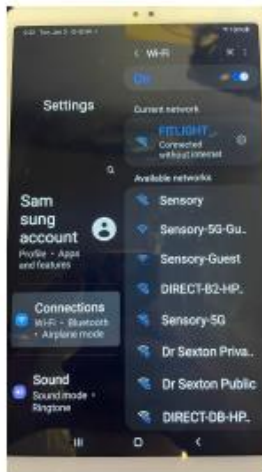 Wi-Fi
On
Settings
Current network
FITLIGHT
Connected
without internet
Available networks
Sam
sung
account
Profile • Apps
and features
Sensory
Sensory-5G-Gu..
Sensory-Guest
Connections
Wi-Fi • Bluetooth
• Airplane mode
DIRECT-B2-HP..
Sensory-5G
Dr Sexton Priva..
Sound
Sound mode •
Ringtone
Dr Sexton Public
DIRECT-DB-HP..